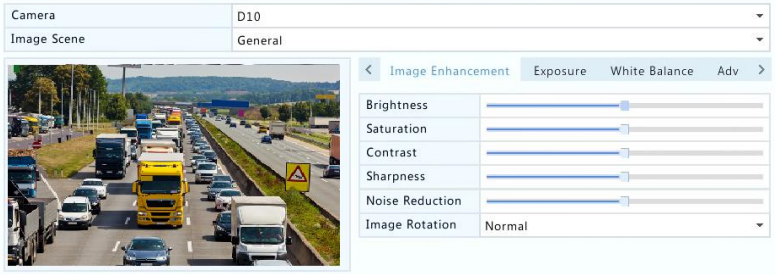 Camera D10
Image Scene General
Image Enhancement Exposure White Balance Adv
Brightness
Saturation
Contrast
Sharpness
Noise Reduction
Image Rotation Normal